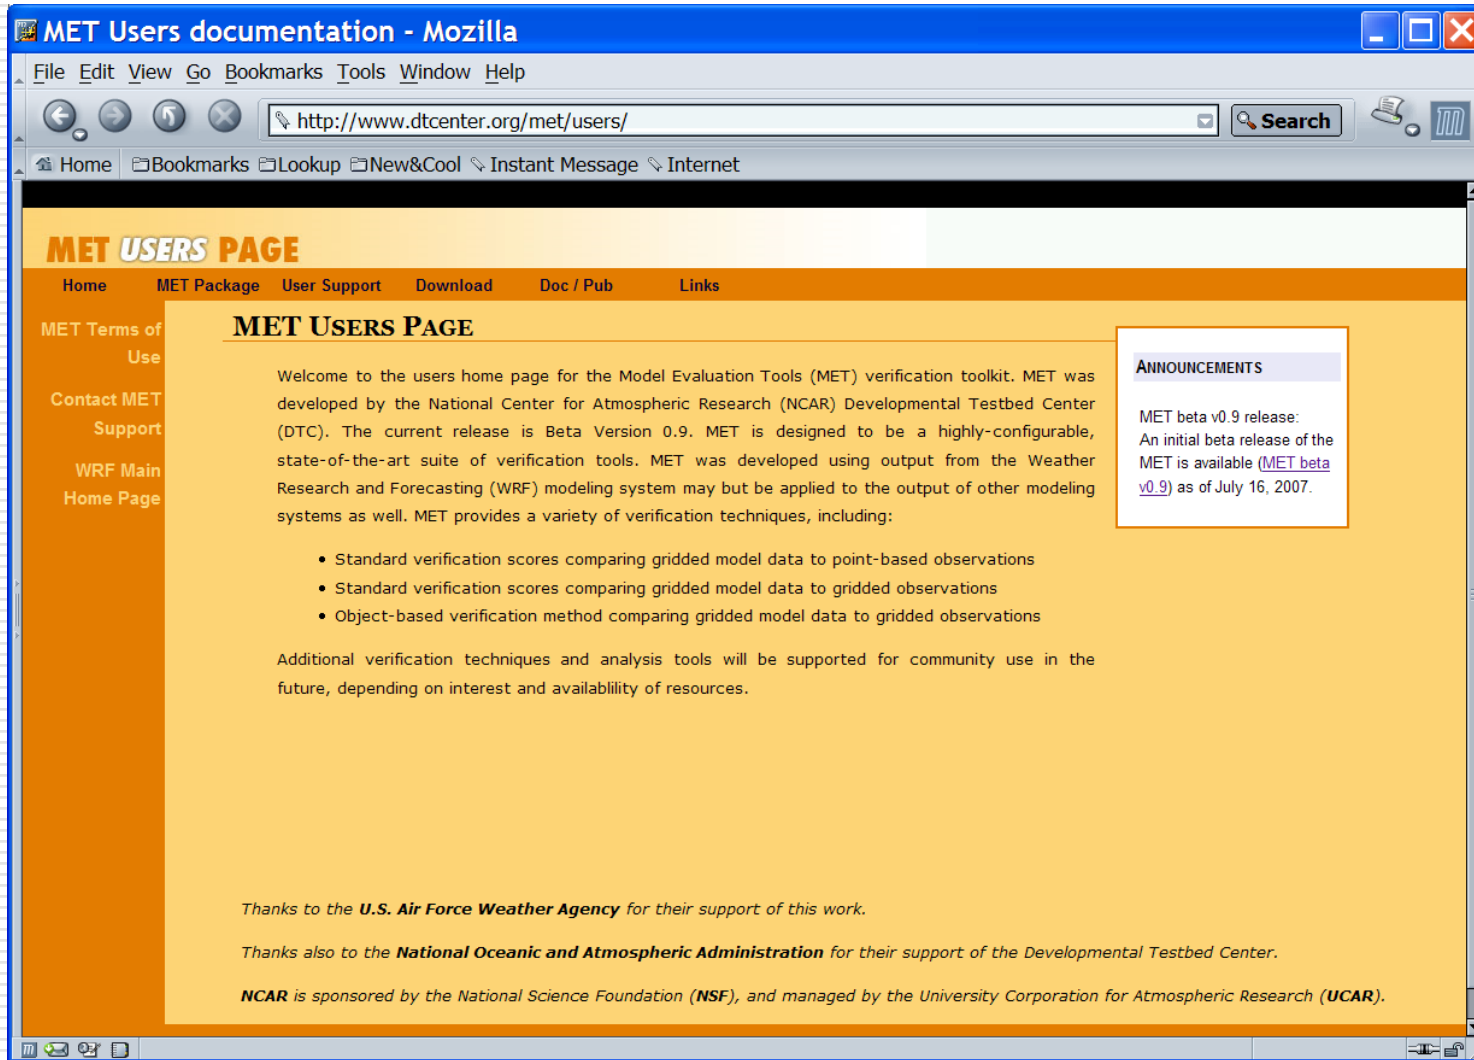 MET Users documentation - Mozilla
File Edit View Go Bookmarks Tools Window Help
http://www.dtcenter.org/met/users/
Search
Home Bookmarks Lookup New&Cool Instant Message Internet
MET USERS PAGE
Home MET Package User Support Download Doc / Pub Links
MET Terms of
Use
Contact MET
Support
WRF Main
Home Page
MET USERS PAGE
Welcome to the users home page for the Model Evaluation Tools (MET) verification toolkit. MET was
developed by the National Center for Atmospheric Research (NCAR) Developmental Testbed Center
(DTC). The current release is Beta Version 0.9. MET is designed to be a highly-configurable,
state-of-the-art suite of verification tools. MET was developed using output from the Weather
Research and Forecasting (WRF) modeling system may but be applied to the output of other modeling
systems as well. MET provides a variety of verification techniques, including:
• Standard verification scores comparing gridded model data to point-based observations
• Standard verification scores comparing gridded model data to gridded observations
• Object-based verification method comparing gridded model data to gridded observations
Additional verification techniques and analysis tools will be supported for community use in the
future, depending on interest and availablility of resources.
ANNOUNCEMENTS
MET beta v0.9 release:
An initial beta release of the
MET is available (MET beta
v0.9) as of July 16, 2007.
Thanks to the U.S. Air Force Weather Agency for their support of this work.
Thanks also to the National Oceanic and Atmospheric Administration for their support of the Developmental Testbed Center.
NCAR is sponsored by the National Science Foundation (NSF), and managed by the University Corporation for Atmospheric Research (UCAR).